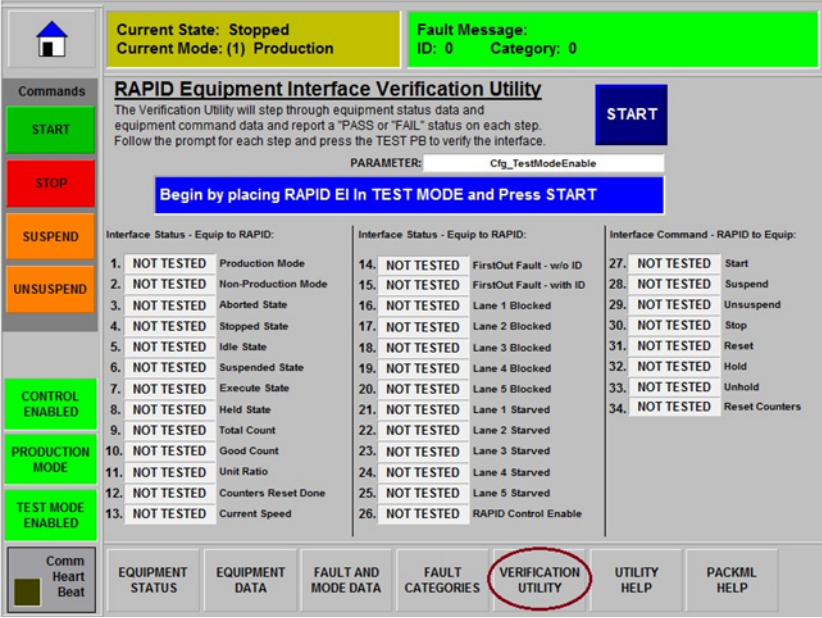 Current State: Stopped
Current Mode: (1) Production
Fault Message:
ID: 0 Category: 0
Commands
START
STOP
SUSPEND
UNSUSPEND
CONTROL
ENABLED
PRODUCTION
MODE
TEST MODE
ENABLED
Comm
Heart
Beat
RAPID Equipment Interface Verification Utility
The Verification Utility will step through equipment status data and
equipment command data and report a "PASS or "FAIL" status on each step.
Follow the prompt for each step and press the TEST PB to verify the interface.
START
PARAMETER: Cfg_TestModeEnable
Begin by placing RAPID EI In TEST MODE and Press START
Interface Status - Equip to RAPID:
1. NOT TESTED Production Mode
2. NOT TESTED Non-Production Mode
3. NOT TESTED Aborted State
4. NOT TESTED Stopped State
5. NOT TESTED Idle State
6. NOT TESTED Suspended State
7. NOT TESTED Execute State
8. NOT TESTED Held State
9. NOT TESTED Total Count
10. NOT TESTED Good Count
11. NOT TESTED Unit Ratio
12. NOT TESTED Counters Reset Done
13. NOT TESTED Current Speed
Interface Status - Equip to RAPID:
14. NOT TESTED FirstOut Fault - w/o ID
15. NOT TESTED FirstOut Fault - with ID
16. NOT TESTED Lane 1 Blocked
17. NOT TESTED Lane 2 Blocked
18. NOT TESTED Lane 3 Blocked
19. NOT TESTED Lane 4 Blocked
20. NOT TESTED Lane 5 Blocked
21. NOT TESTED Lane 1 Starved
22. NOT TESTED Lane 2 Starved
23. NOT TESTED Lane 3 Starved
24. NOT TESTED Lane 4 Starved
25. NOT TESTED Lane 5 Starved
26. NOT TESTED RAPID Control Enable
Interface Command - RAPID to Equip:
27. NOT TESTED Start
28. NOT TESTED Suspend
29. NOT TESTED Unsuspend
30. NOT TESTED Stop
31. NOT TESTED Reset
32. NOT TESTED Hold
33. NOT TESTED Unhold
34. NOT TESTED Reset Counters
EQUIPMENT
STATUS
EQUIPMENT
DATA
FAULT AND
MODE DATA
FAULT
CATEGORIES
VERIFICATION
UTILITY
UTILITY
HELP
PACKML
HELP